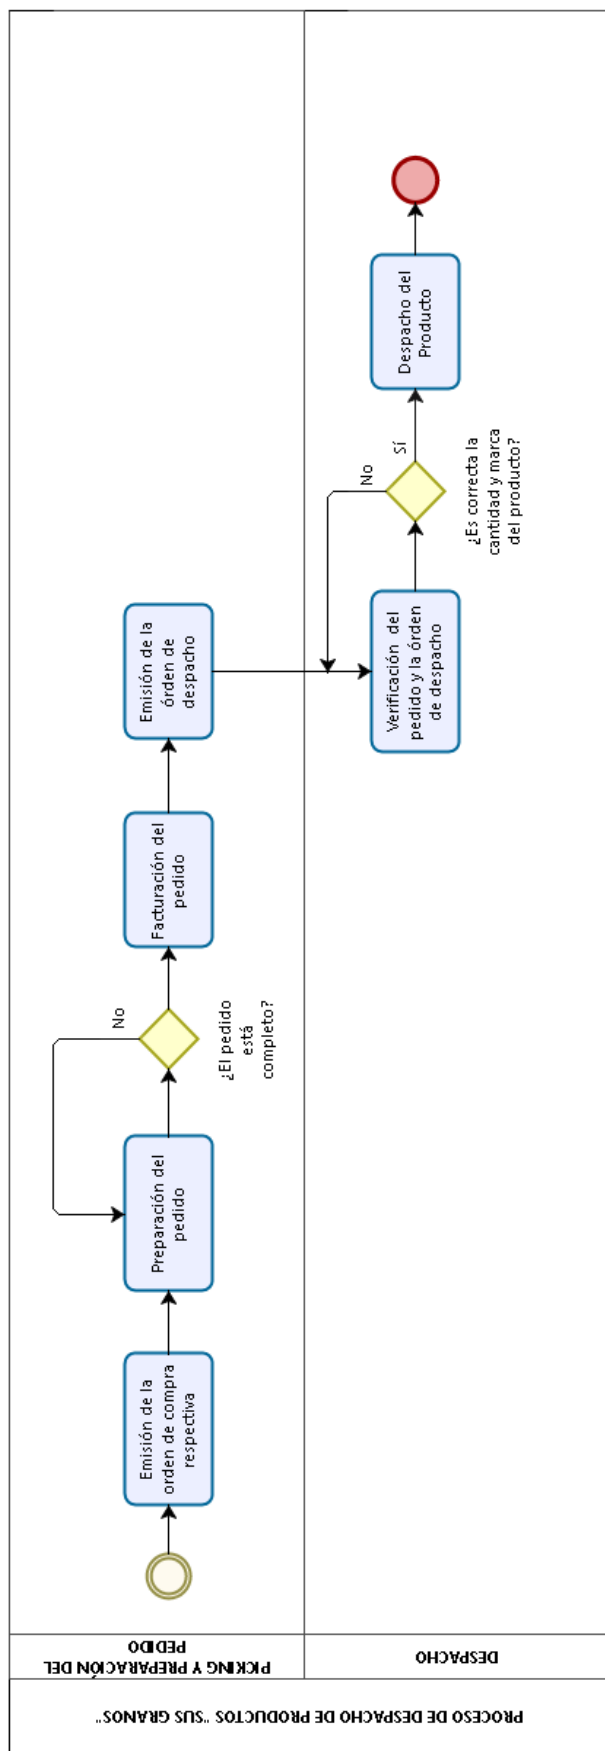 PROCESO DE DESPACHO DE PRODUCTOS "SUS GRANOS"
PICKING Y PREPARACIÓN DEL
PEDIDO
Emisión de la
orden de compra
respectiva
Preparación del
pedido
No
¿El pedido
está
completo?
Facturación del
pedido
Emisión de la
órden de
despacho
DESPACHO
Verificación del
pedido y la órden
de despacho
No
Sí
¿Es correcta la
cantidad y marca
del producto?
Despacho del
Producto